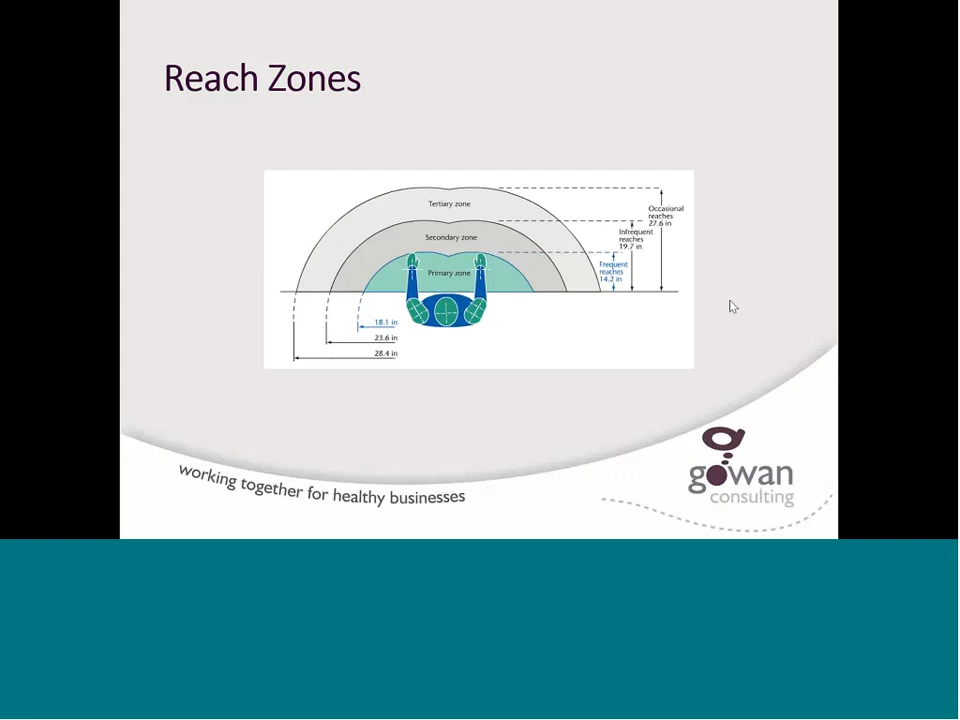 Reach Zones
Tertiary zone
Secondary zone
Primary zone
Occasional
reaches
27.6 in
Infrequent
reaches
19.7 in
Frequent
reaches
14.2 in
18.1 in
23.6 in
28.4 in
working together for healthy businesses
gowan
consulting